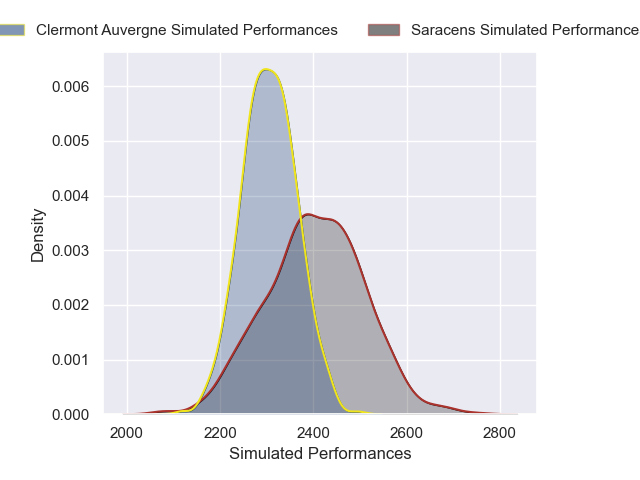 Clermont Auvergne Simulated Performances Saracens Simulated Performance
0.006
0.005
0.004
0.003
0.002
0.001
0.000
Density
2000 2200 2400 2600 2800
Simulated Performances